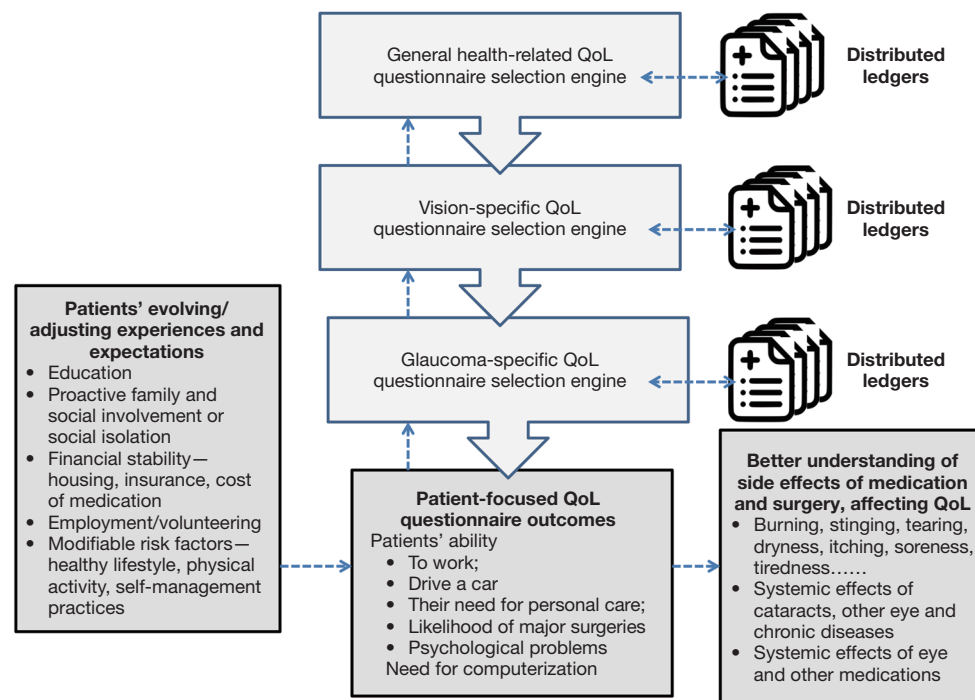 General health-related QoL
questionnaire selection engine
Distributed
ledgers
Vision-specific QoL
questionnaire selection engine
Distributed
ledgers
Glaucoma-specific QoL
questionnaire selection engine
Distributed
ledgers
Patients’ evolving/
adjusting experiences and
expectations
• Education
• Proactive family and
social involvement or
social isolation
• Financial stability—
housing, insurance, cost
of medication
• Employment/volunteering
• Modifiable risk factors—
healthy lifestyle, physical
activity, self-management
practices
Patient-focused QoL
questionnaire outcomes
Patients’ ability
• To work;
• Drive a car
• Their need for personal care;
• Likelihood of major surgeries
• Psychological problems
Need for computerization
Better understanding of
side effects of medication
and surgery, affecting QoL
• Burning, stinging, tearing,
dryness, itching, soreness,
tiredness……
• Systemic effects of
cataracts, other eye and
chronic diseases
• Systemic effects of eye
and other medications